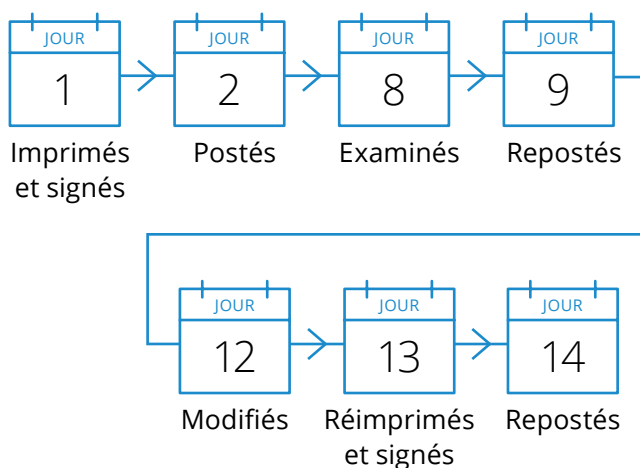 JOUR JOUR JOUR JOUR
1 2 8 9
Imprimés Postés Examinés Repostés
et signés
JOUR JOUR JOUR
12 13 14
Modifiés Réimprimés Repostés
et signés